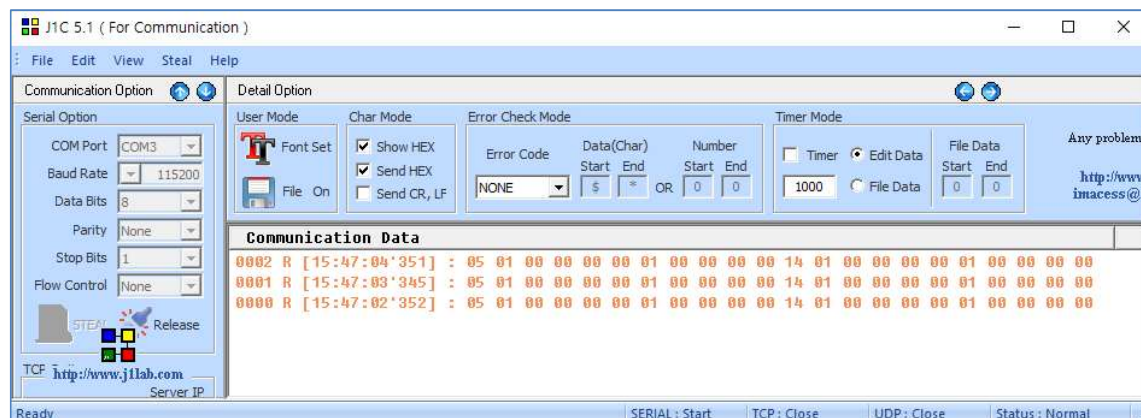 J1C 5.1 ( For Communication )
File Edit View Steal Help
Communication Option
Serial Option
COM Port COM3
Baud Rate 115200
Data Bits 8
Parity None
Stop Bits 1
Flow Control None
STEAL Release
http://www.j1lab.com
Server IP
Detail Option
User Mode
Font Set
File On
Char Mode
Show HEX
Send HEX
Send CR, LF
Error Check Mode
Error Code Data(Char) Number
Start End Start End
NONE $ * OR 0 0
Timer Mode
Timer Edit Data File Data
Start End
1000 File Data 0 0
Any problem
http://www
imacess@
Communication Data
0002 R [15:47:04'351] : 05 01 00 00 00 00 01 00 00 00 00 14 01 00 00 00 00 01 00 00 00 00
0001 R [15:47:03'345] : 05 01 00 00 00 00 01 00 00 00 00 14 01 00 00 00 00 01 00 00 00 00
0000 R [15:47:02'352] : 05 01 00 00 00 00 01 00 00 00 00 14 01 00 00 00 00 01 00 00 00 00
Ready SERIAL : Start TCP : Close UDP : Close Status : Normal